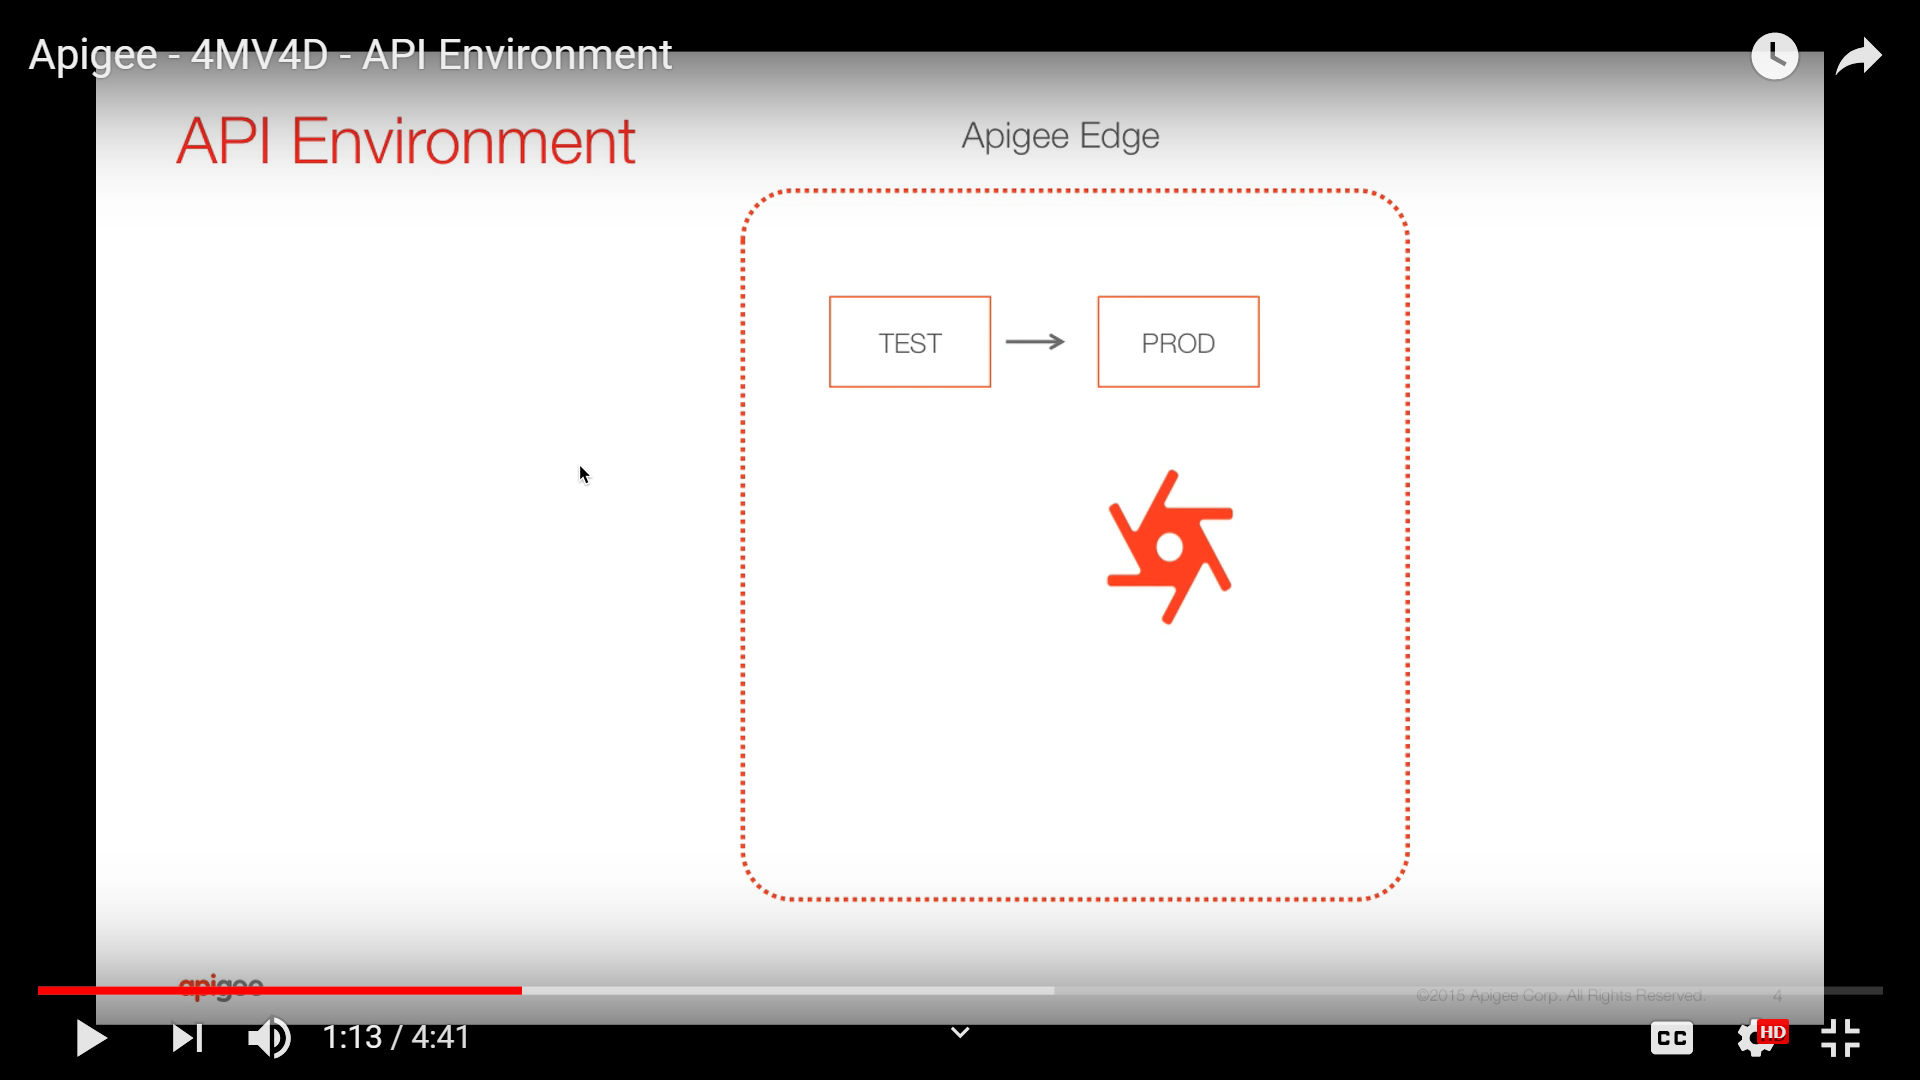 Apigee - 4MV4D - API Environment
API Environment
Apigee Edge
TEST
PROD
apigee
©2015 Apigee Corp. All Rights Reserved.
4
1:13 / 4:41
CC
HD